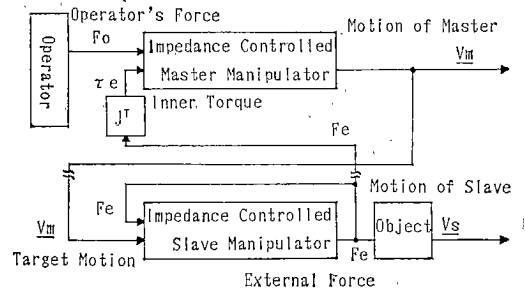 Operator's Force
Motion of Master
Operator
Fo
Impedance Controlled
Master Manipulator
Vm
τe
Inner Torque
Jᵀ
Fe
Motion of Slave
Fe
Impedance Controlled
Slave Manipulator
Object
Vm
Vs
Target Motion
Fe
External Force